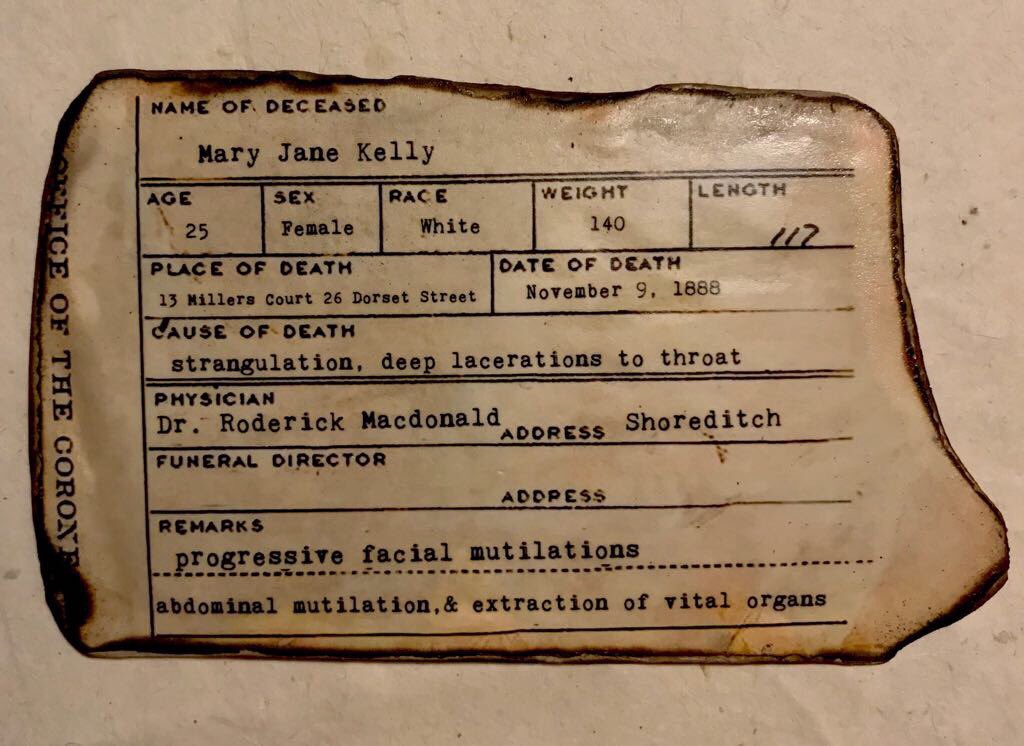 OFFICE OF THE CORONE
NAME OF DECEASED
Mary Jane Kelly
AGE SEX RACE WEIGHT LENGTH
25 Female White 140 117
PLACE OF DEATH DATE OF DEATH
13 Millers Court 26 Dorset Street November 9, 1888
CAUSE OF DEATH
strangulation, deep lacerations to throat
PHYSICIAN
Dr. Roderick Macdonald ADDRESS Shoreditch
FUNERAL DIRECTOR
ADDRESS
REMARKS
progressive facial mutilations
abdominal mutilation,& extraction of vital organs